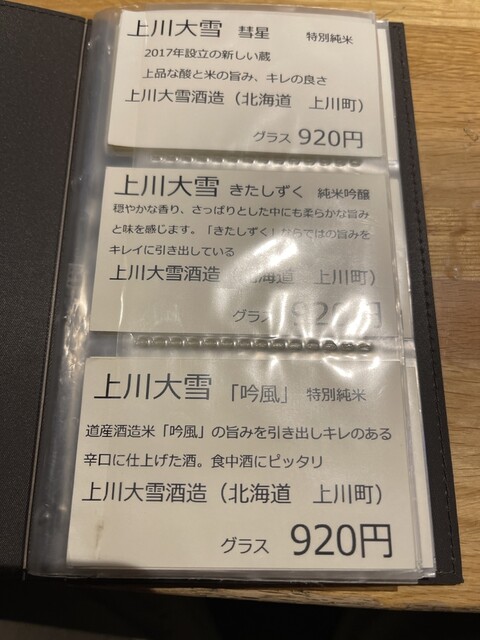 上川大雪 彗星 特別純米
2017年設立の新しい蔵
上品な酸と米の旨み、キレの良さ
上川大雪酒造（北海道 上川町）
グラス 920円
上川大雪 きたしずく 純米吟醸
穏やかな香り、さっぱりとした中にも柔らかな旨み
と味を感じます。「きたしずく」ならではの旨みを
キレイに引き出している
上川大雪酒造（北海道 上川町）
グラス 920円
上川大雪 「吟風」 特別純米
道産酒造米「吟風」の旨みを引き出しキレのある
辛口に仕上げた酒。食中酒にピッタリ
上川大雪酒造（北海道 上川町）
グラス 920円